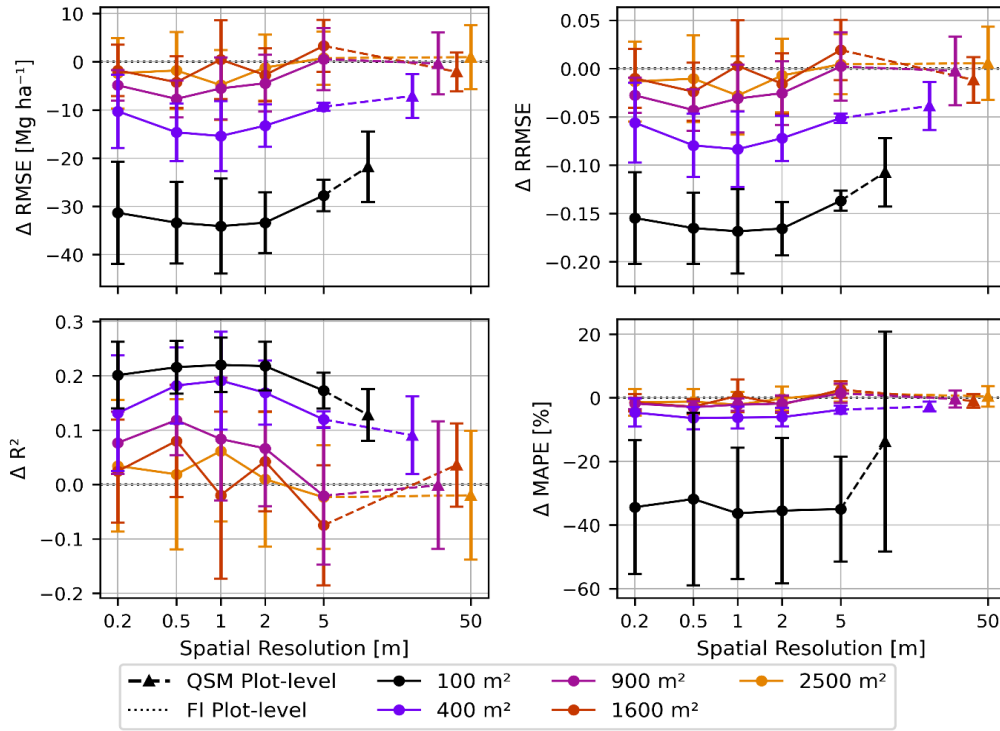 Δ RMSE [Mg ha⁻¹]
10
0
−10
−20
−30
−40
Δ RRMSE
0.05
0.00
−0.05
−0.10
−0.15
−0.20
Δ R²
0.3
0.2
0.1
0.0
−0.1
−0.2
0.2 0.5 1 2 5 50
Spatial Resolution [m]
Δ MAPE [%]
20
0
−20
−40
−60
0.2 0.5 1 2 5 50
Spatial Resolution [m]
QSM Plot-level 100 m² 900 m² 2500 m²
FI Plot-level 400 m² 1600 m²